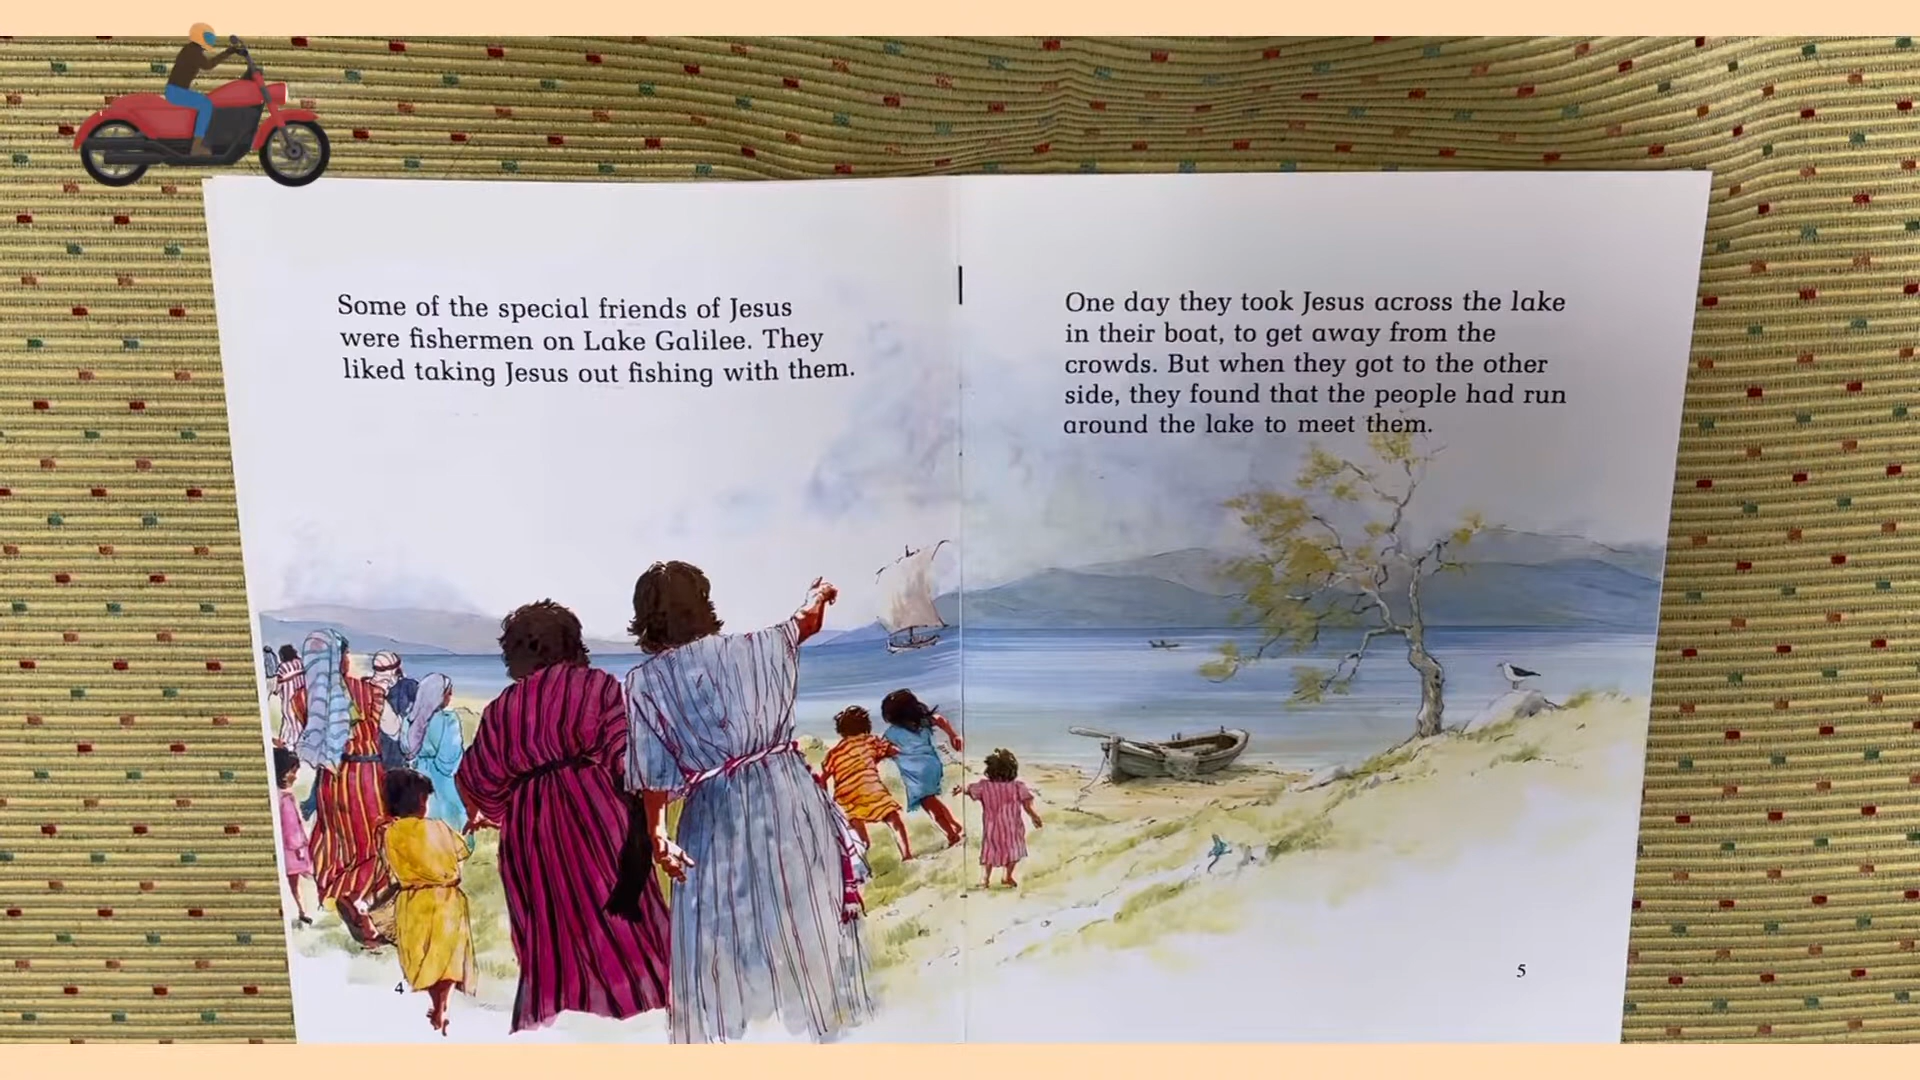 Some of the special friends of Jesus
were fishermen on Lake Galilee. They
liked taking Jesus out fishing with them.
4
One day they took Jesus across the lake
in their boat, to get away from the
crowds. But when they got to the other
side, they found that the people had run
around the lake to meet them.
5